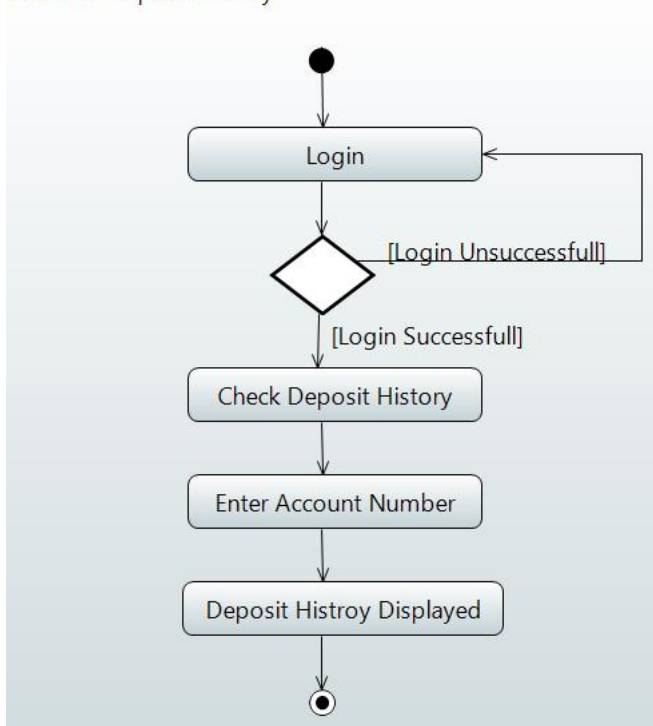 Login
[Login Unsuccessfull]
[Login Successfull]
Check Deposit History
Enter Account Number
Deposit Histroy Displayed